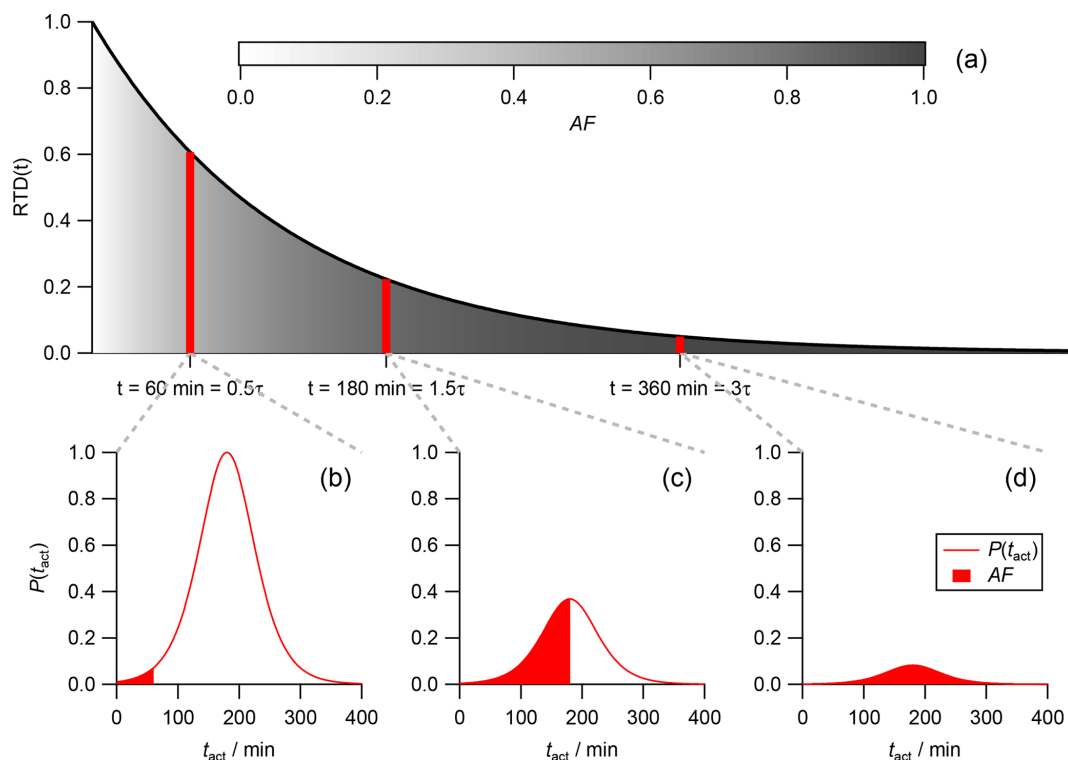 1.0
0.8
0.6
0.4
0.2
0.0
RTD(t)
(a)
0.0 0.2 0.4 0.6 0.8 1.0
AF
t = 60 min = 0.5τ t = 180 min = 1.5τ t = 360 min = 3τ
(b)
1.0
0.8
0.6
0.4
0.2
0.0
P(tact)
0 100 200 300 400
tact / min
(c)
1.0
0.8
0.6
0.4
0.2
0.0
0 100 200 300 400
tact / min
(d)
1.0
0.8
0.6
0.4
0.2
0.0
P(tact)
AF
0 100 200 300 400
tact / min